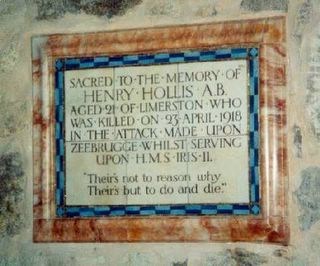 SACRED TO THE MEMORY OF
HENRY HOLLIS A.B.
AGED 21 OF LIMERSTON WHO
WAS KILLED ON 23 APRIL 1918
IN THE ATTACK MADE UPON
ZEEBRUGGE WHILST SERVING
UPON H.M.S IRIS·II.
"Their's not to reason why
Their's but to do and die."